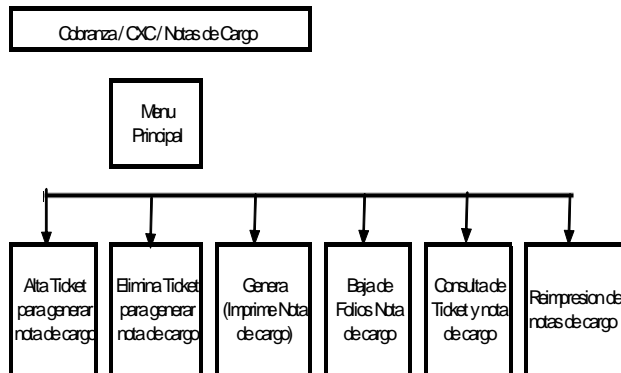 Cobranza / CXC / Notas de Cargo
Menu
Principal
Alta Ticket
para generar
nota de cargo
Elimina Ticket
para generar
nota de cargo
Genera
(Imprime Nota
de cargo)
Baja de
Folios Nota
de cargo
Consulta de
Ticket y nota
de cargo
Reimpresion de
notas de cargo